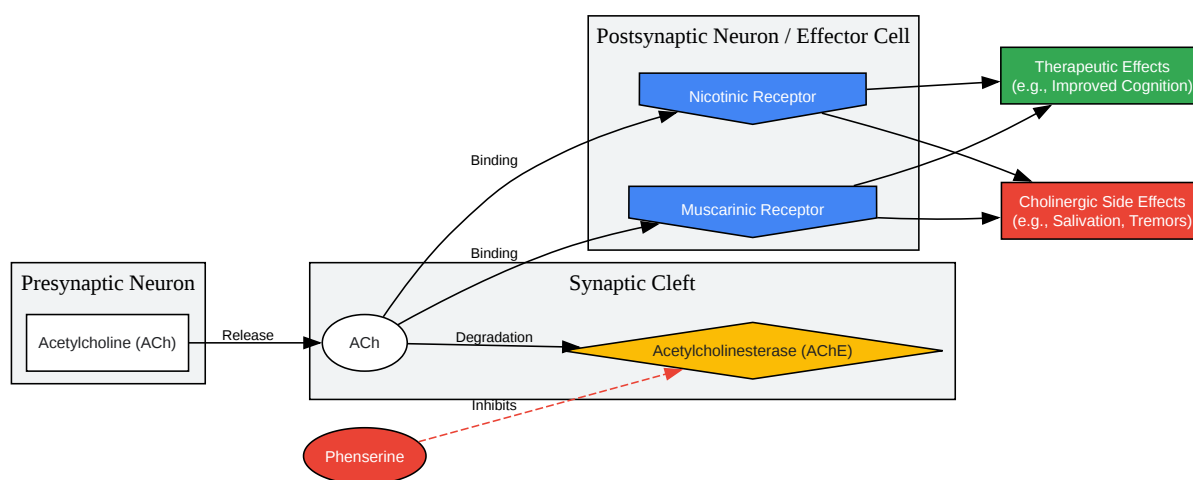 Postsynaptic Neuron / Effector Cell
Nicotinic Receptor
Muscarinic Receptor
Therapeutic Effects
(e.g., Improved Cognition)
Cholinergic Side Effects
(e.g., Salivation, Tremors)
Binding
Binding
Presynaptic Neuron
Acetylcholine (ACh)
Release
Synaptic Cleft
ACh
Degradation
Acetylcholinesterase (AChE)
Inhibits
Phenserine